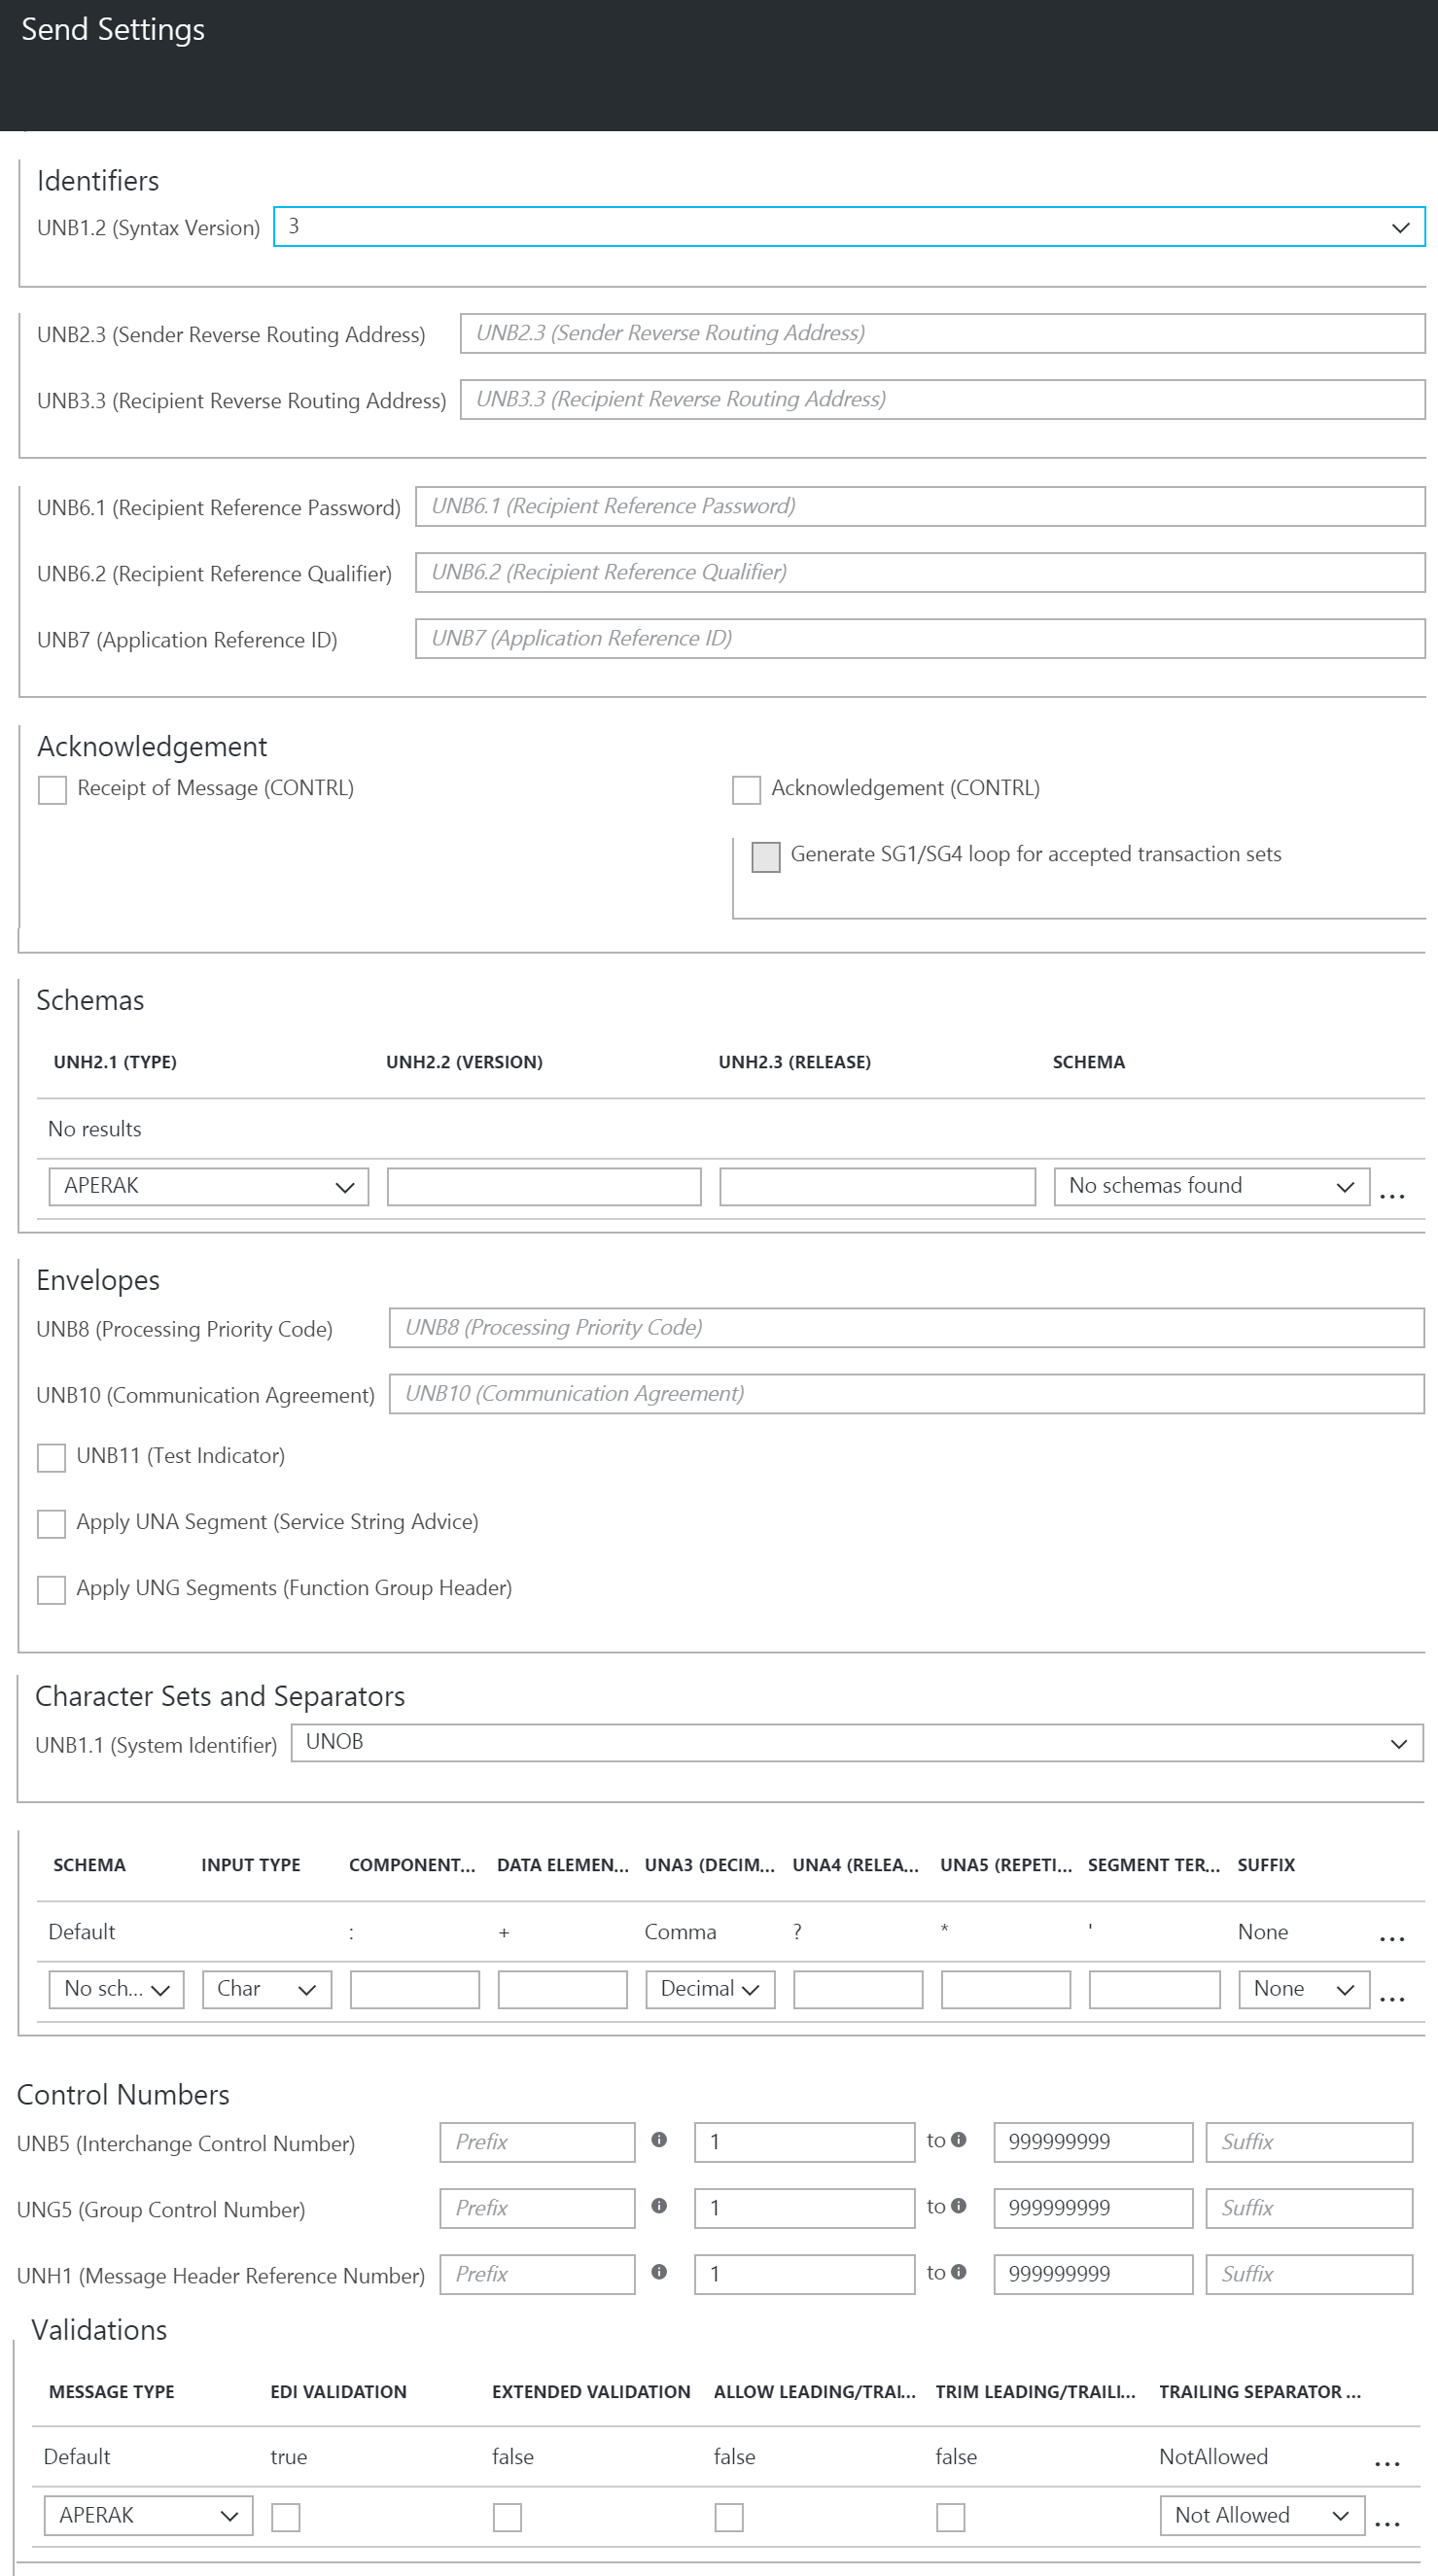 Send Settings
Identifiers
UNB1.2 (Syntax Version) 3
UNB2.3 (Sender Reverse Routing Address) UNB2.3 (Sender Reverse Routing Address)
UNB3.3 (Recipient Reverse Routing Address) UNB3.3 (Recipient Reverse Routing Address)
UNB6.1 (Recipient Reference Password) UNB6.1 (Recipient Reference Password)
UNB6.2 (Recipient Reference Qualifier) UNB6.2 (Recipient Reference Qualifier)
UNB7 (Application Reference ID) UNB7 (Application Reference ID)
Acknowledgement
Receipt of Message (CONTRL) Acknowledgement (CONTRL)
Generate SG1/SG4 loop for accepted transaction sets
Schemas
UNH2.1 (TYPE) UNH2.2 (VERSION) UNH2.3 (RELEASE) SCHEMA
No results
APERAK No schemas found ...
Envelopes
UNB8 (Processing Priority Code) UNB8 (Processing Priority Code)
UNB10 (Communication Agreement) UNB10 (Communication Agreement)
UNB11 (Test Indicator)
Apply UNA Segment (Service String Advice)
Apply UNG Segments (Function Group Header)
Character Sets and Separators
UNB1.1 (System Identifier) UNOB
SCHEMA INPUT TYPE COMPONENT... DATA ELEMEN... UNA3 (DECIM... UNA4 (RELEA... UNA5 (REPETI... SEGMENT TER... SUFFIX
Default : + Comma ? * ' None ...
No sch... Char Decimal None ...
Control Numbers
UNB5 (Interchange Control Number) Prefix 1 to 999999999 Suffix
UNG5 (Group Control Number) Prefix 1 to 999999999 Suffix
UNH1 (Message Header Reference Number) Prefix 1 to 999999999 Suffix
Validations
MESSAGE TYPE EDI VALIDATION EXTENDED VALIDATION ALLOW LEADING/TRAI... TRIM LEADING/TRAILI... TRAILING SEPARATOR ...
Default true false false false NotAllowed ...
APERAK Not Allowed ...